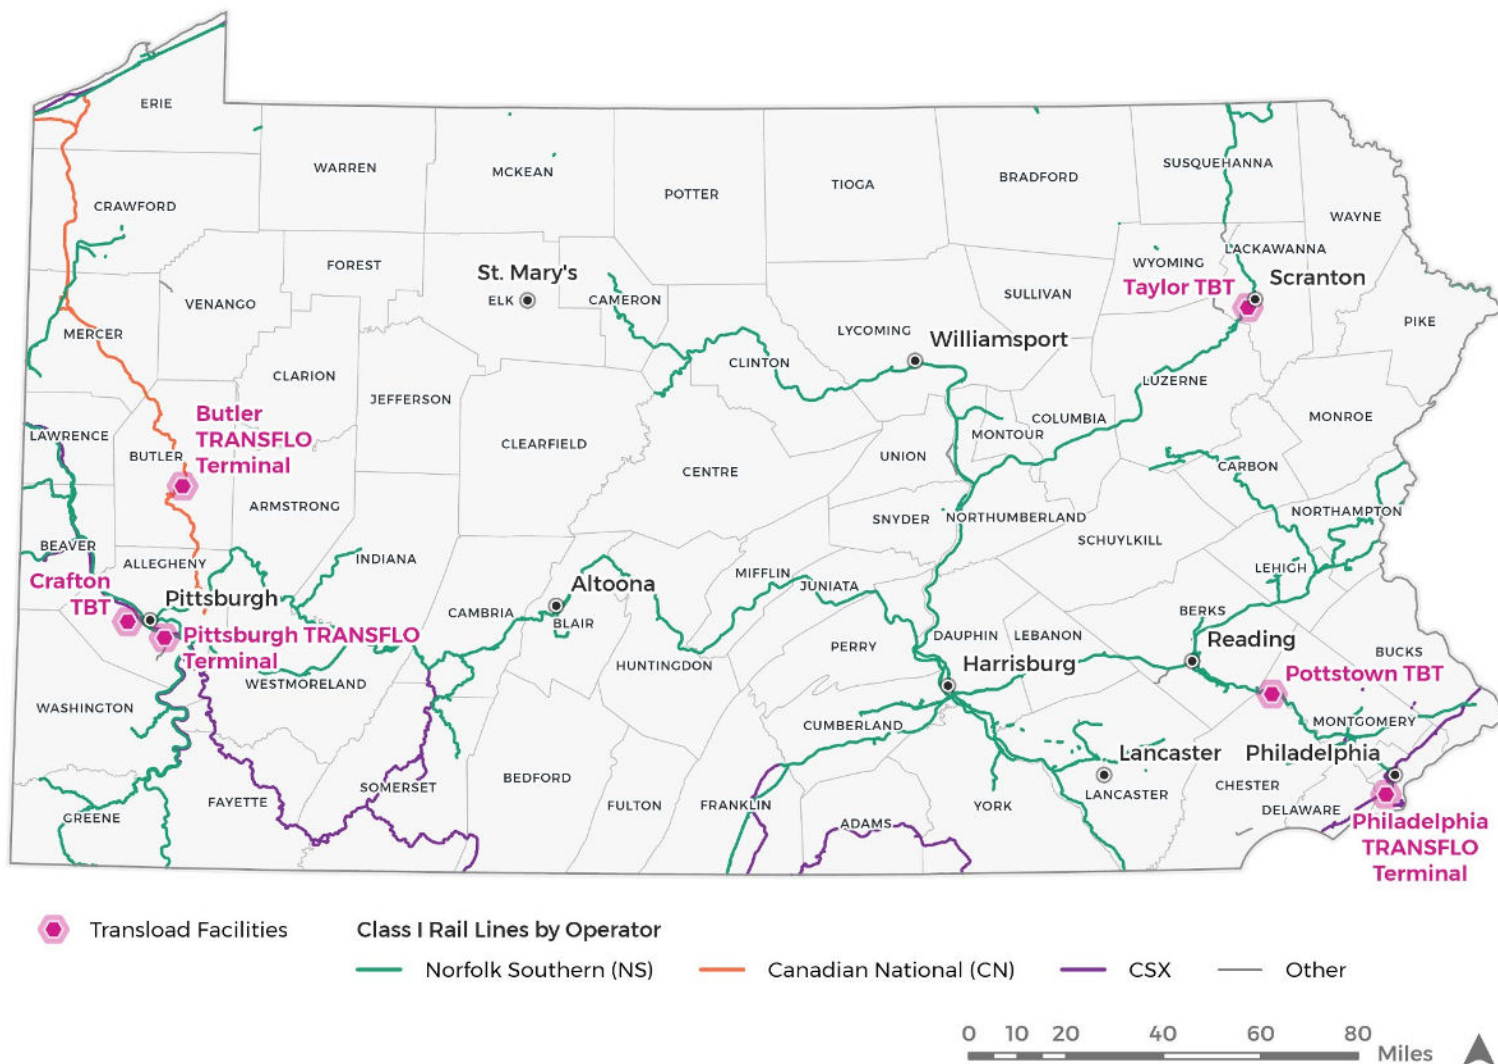 ERIE
WARREN
MCKEAN
POTTER
TIOGA
BRADFORD
SUSQUEHANNA
WAYNE
CRAWFORD
FOREST
VENANGO
St. Mary's
ELK
CAMERON
SULLIVAN
WYOMING
LACKAWANNA
Taylor TBT
Scranton
PIKE
MERCER
LYCOMING
Williamsport
CLINTON
CLARION
JEFFERSON
LUZERNE
MONROE
Butler
TRANSFLO
Terminal
LAWRENCE
BUTLER
CLEARFIELD
CENTRE
UNION
MONTOUR
COLUMBIA
CARBON
ARMSTRONG
SNYDER
NORTHUMBERLAND
NORTHAMPTON
SCHUYLKILL
BEAVER
ALLEGHENY
INDIANA
LEHIGH
Crafton
TBT
Pittsburgh
Pittsburgh TRANSFLO
Terminal
CAMBRIA
Altoona
BLAIR
MIFFLIN
JUNIATA
BERKS
Reading
HUNTINGDON
PERRY
DAUPHIN
LEBANON
Harrisburg
BUCKS
Pottstown TBT
WESTMORELAND
WASHINGTON
CUMBERLAND
MONTGOMERY
Lancaster
LANCASTER
Philadelphia
CHESTER
DELAWARE
Philadelphia
TRANSFLO
Terminal
GREENE
FAYETTE
SOMERSET
BEDFORD
FULTON
FRANKLIN
ADAMS
YORK
Transload Facilities
Class I Rail Lines by Operator
Norfolk Southern (NS)
Canadian National (CN)
CSX
Other
0 10 20 40 60 80
Miles